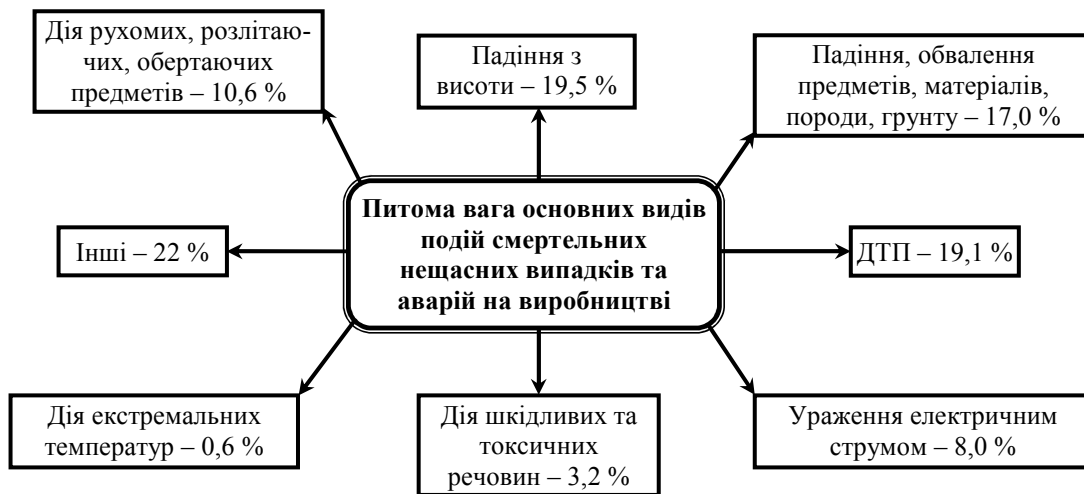 Дія рухомих, розлітаю-
чих, обертаючих
предметів – 10,6 %
Падіння з
висоти – 19,5 %
Падіння, обвалення
предметів, матеріалів,
породи, грунту – 17,0 %
Інші – 22 %
Питома вага основних видів
подій смертельних
нещасних випадків та
аварій на виробництві
ДТП – 19,1 %
Дія екстремальних
температур – 0,6 %
Дія шкідливих та
токсичних
речовин – 3,2 %
Ураження електричним
струмом – 8,0 %